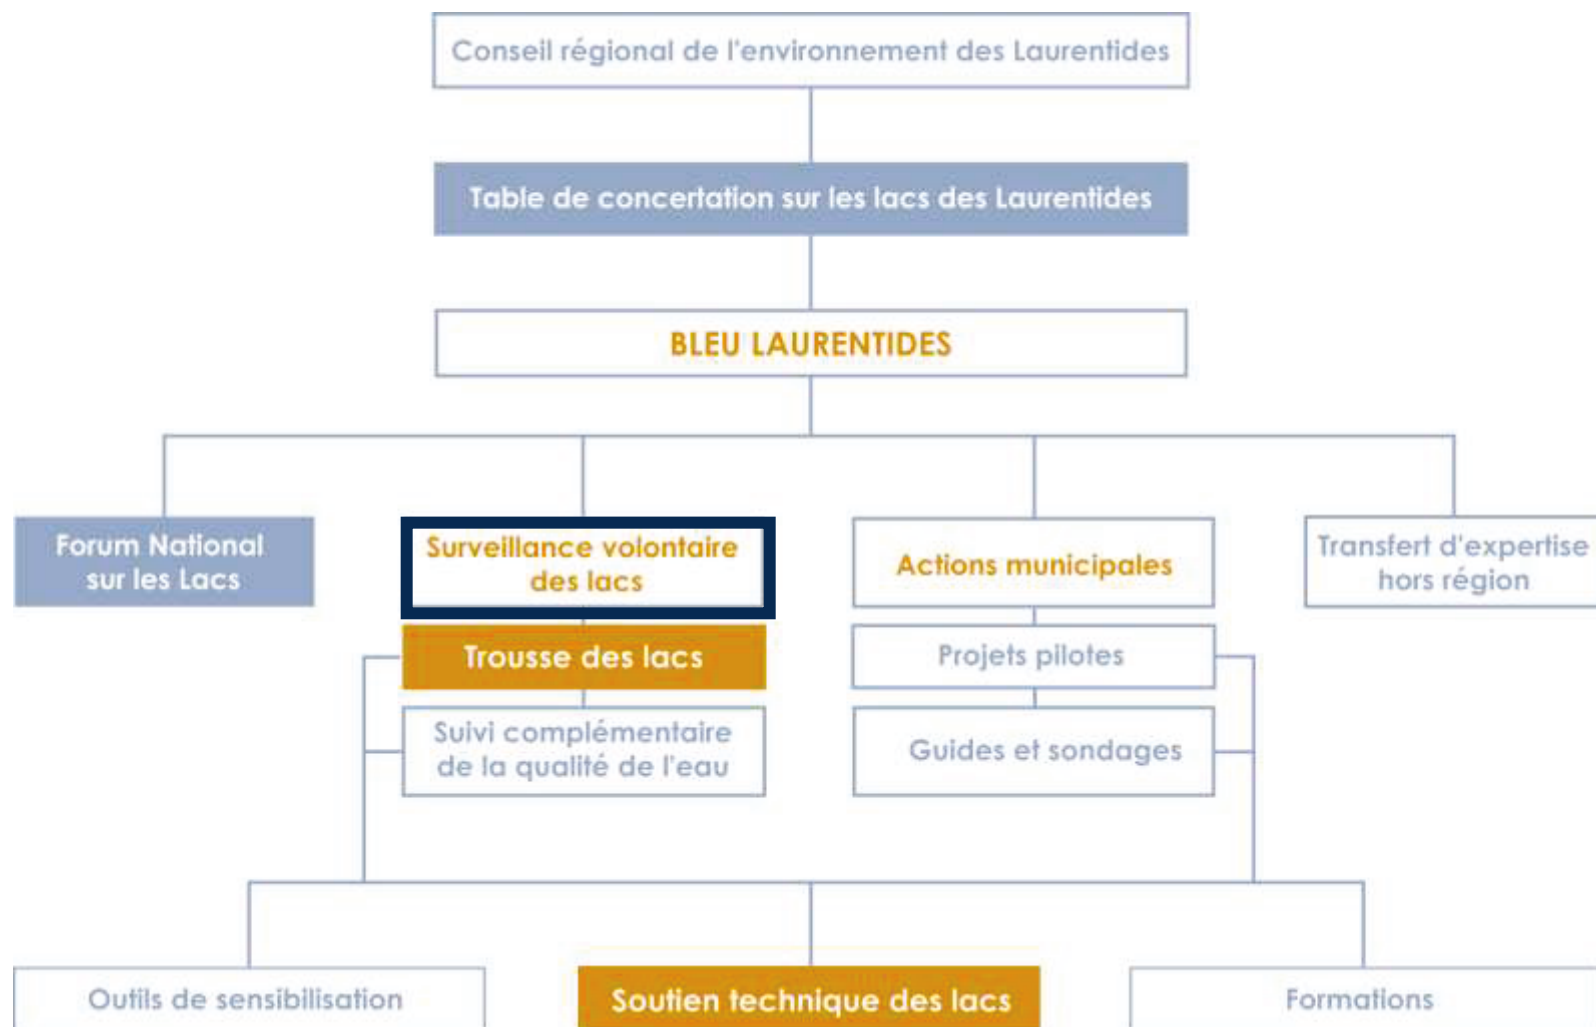 Conseil régional de l'environnement des Laurentides
Table de concertation sur les lacs des Laurentides
BLEU LAURENTIDES
Forum National
sur les Lacs
Surveillance volontaire
des lacs
Actions municipales
Transfert d'expertise
hors région
Trousse des lacs
Projets pilotes
Suivi complémentaire
de la qualité de l'eau
Guides et sondages
Outils de sensibilisation
Soutien technique des lacs
Formations